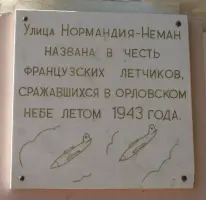 Улица Нормандия-Неман
названа в честь
французских летчиков,
сражавшихся в Орловском
небе летом 1943 года.